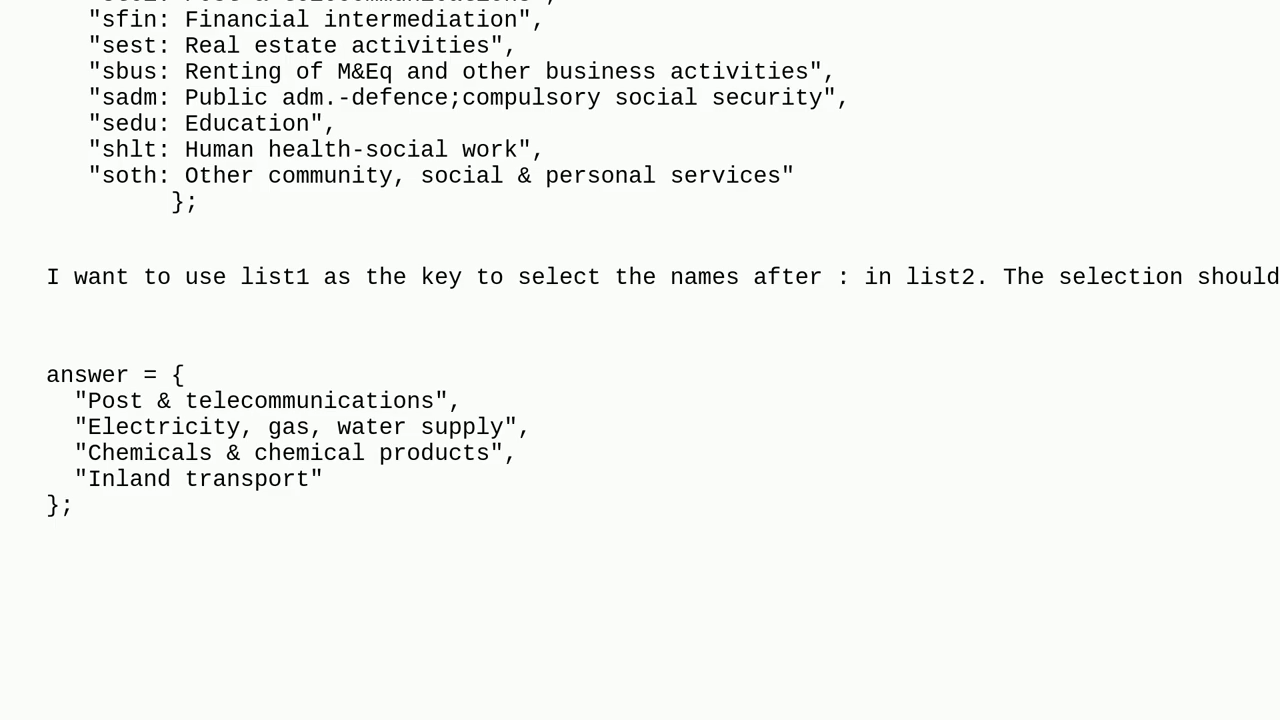 "sfin: Financial intermediation",
"sest: Real estate activities",
"sbus: Renting of M&Eq and other business activities",
"sadm: Public adm.-defence;compulsory social security",
"sedu: Education",
"shlt: Human health-social work",
"soth: Other community, social & personal services"
};
I want to use list1 as the key to select the names after : in list2. The selection should
answer = {
"Post & telecommunications",
"Electricity, gas, water supply",
"Chemicals & chemical products",
"Inland transport"
};